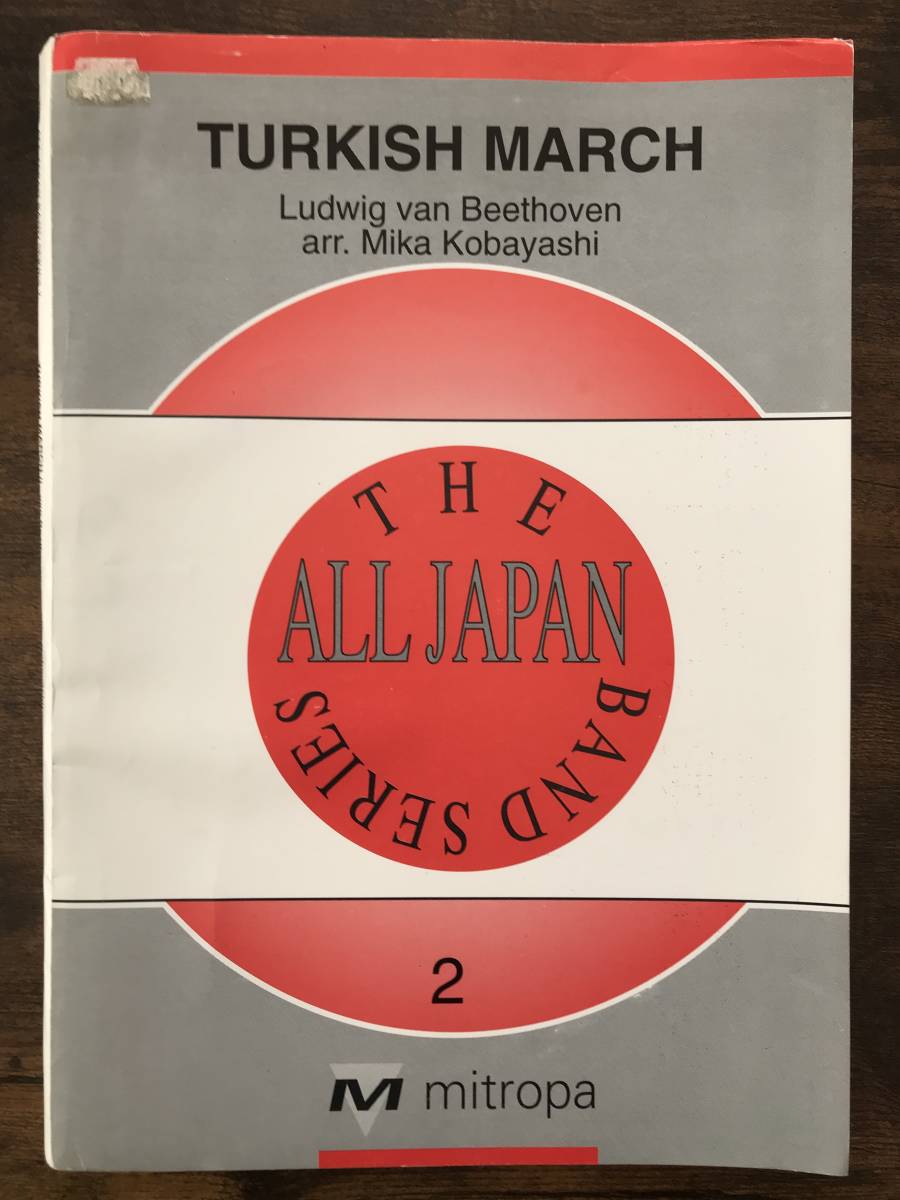 TURKISH MARCH
Ludwig van Beethoven
arr. Mika Kobayashi
THE
ALL JAPAN
BAND SERIES
2
M mitropa